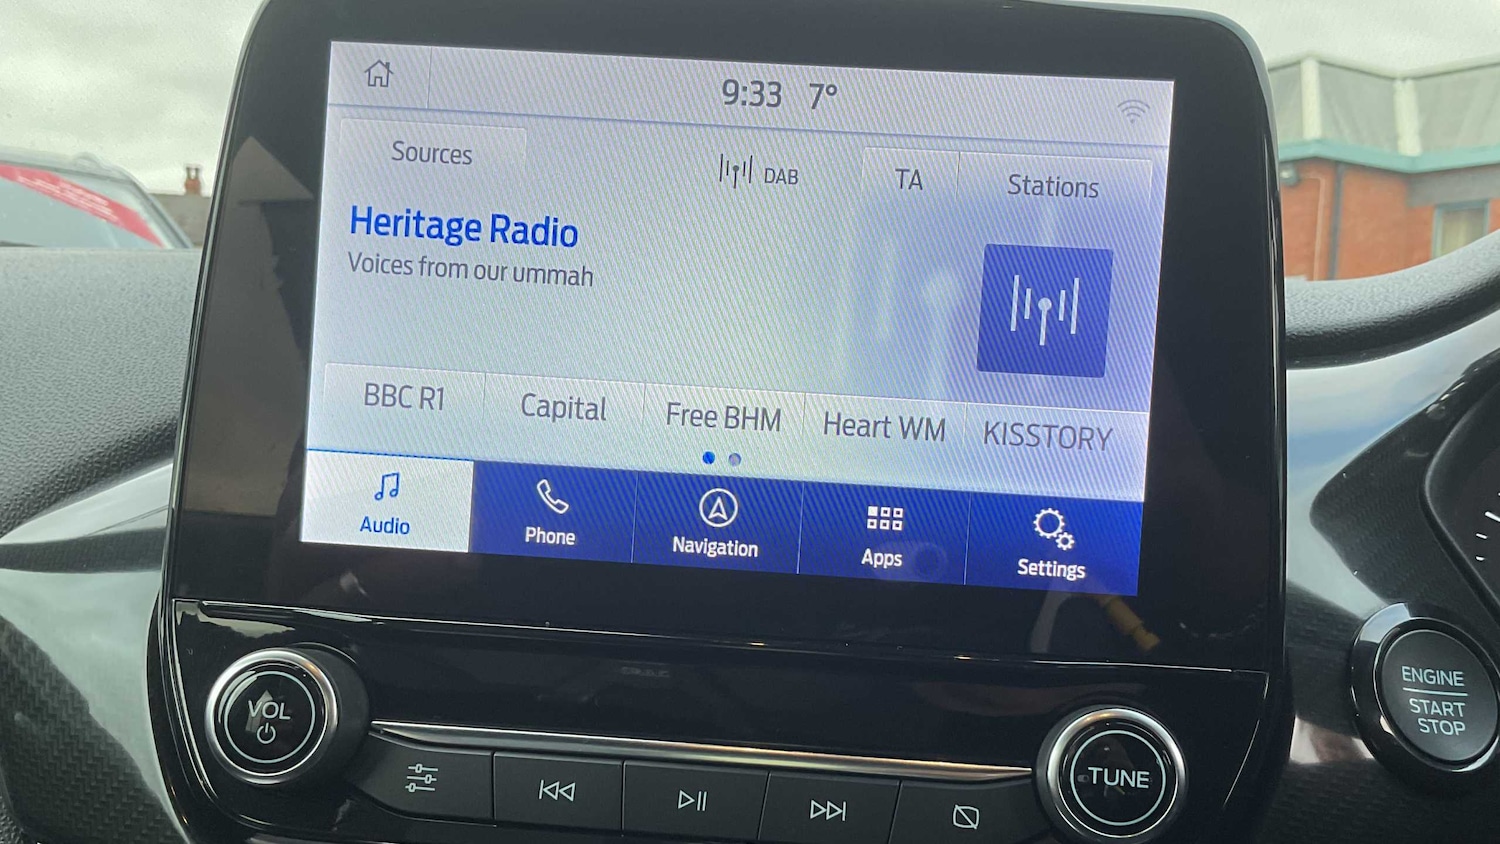 9:33 7°
Sources
DAB
TA
Stations
Heritage Radio
Voices from our ummah
BBC R1
Capital
Free BHM
Heart WM
KISSTORY
Audio
Phone
Navigation
Apps
Settings
VOL
TUNE
ENGINE
START
STOP